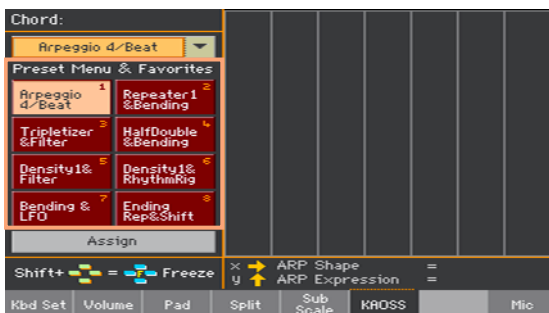 Chord:
Arpeggio 4/Beat
Preset Menu & Favorites
Arpeggio 4/Beat 1
Repeater1 &Bending 2
Tripletizer &Filter 3
HalfDouble &Bending 4
Density1& Filter 5
Density1& RhythmRig 6
Bending & LFO 7
Ending Rep&Shift 8
Assign
Shift+ = F Freeze
x ARP Shape =
y ARP Expression =
Kbd Set Volume Pad Split Sub Scale KAOSS Mic